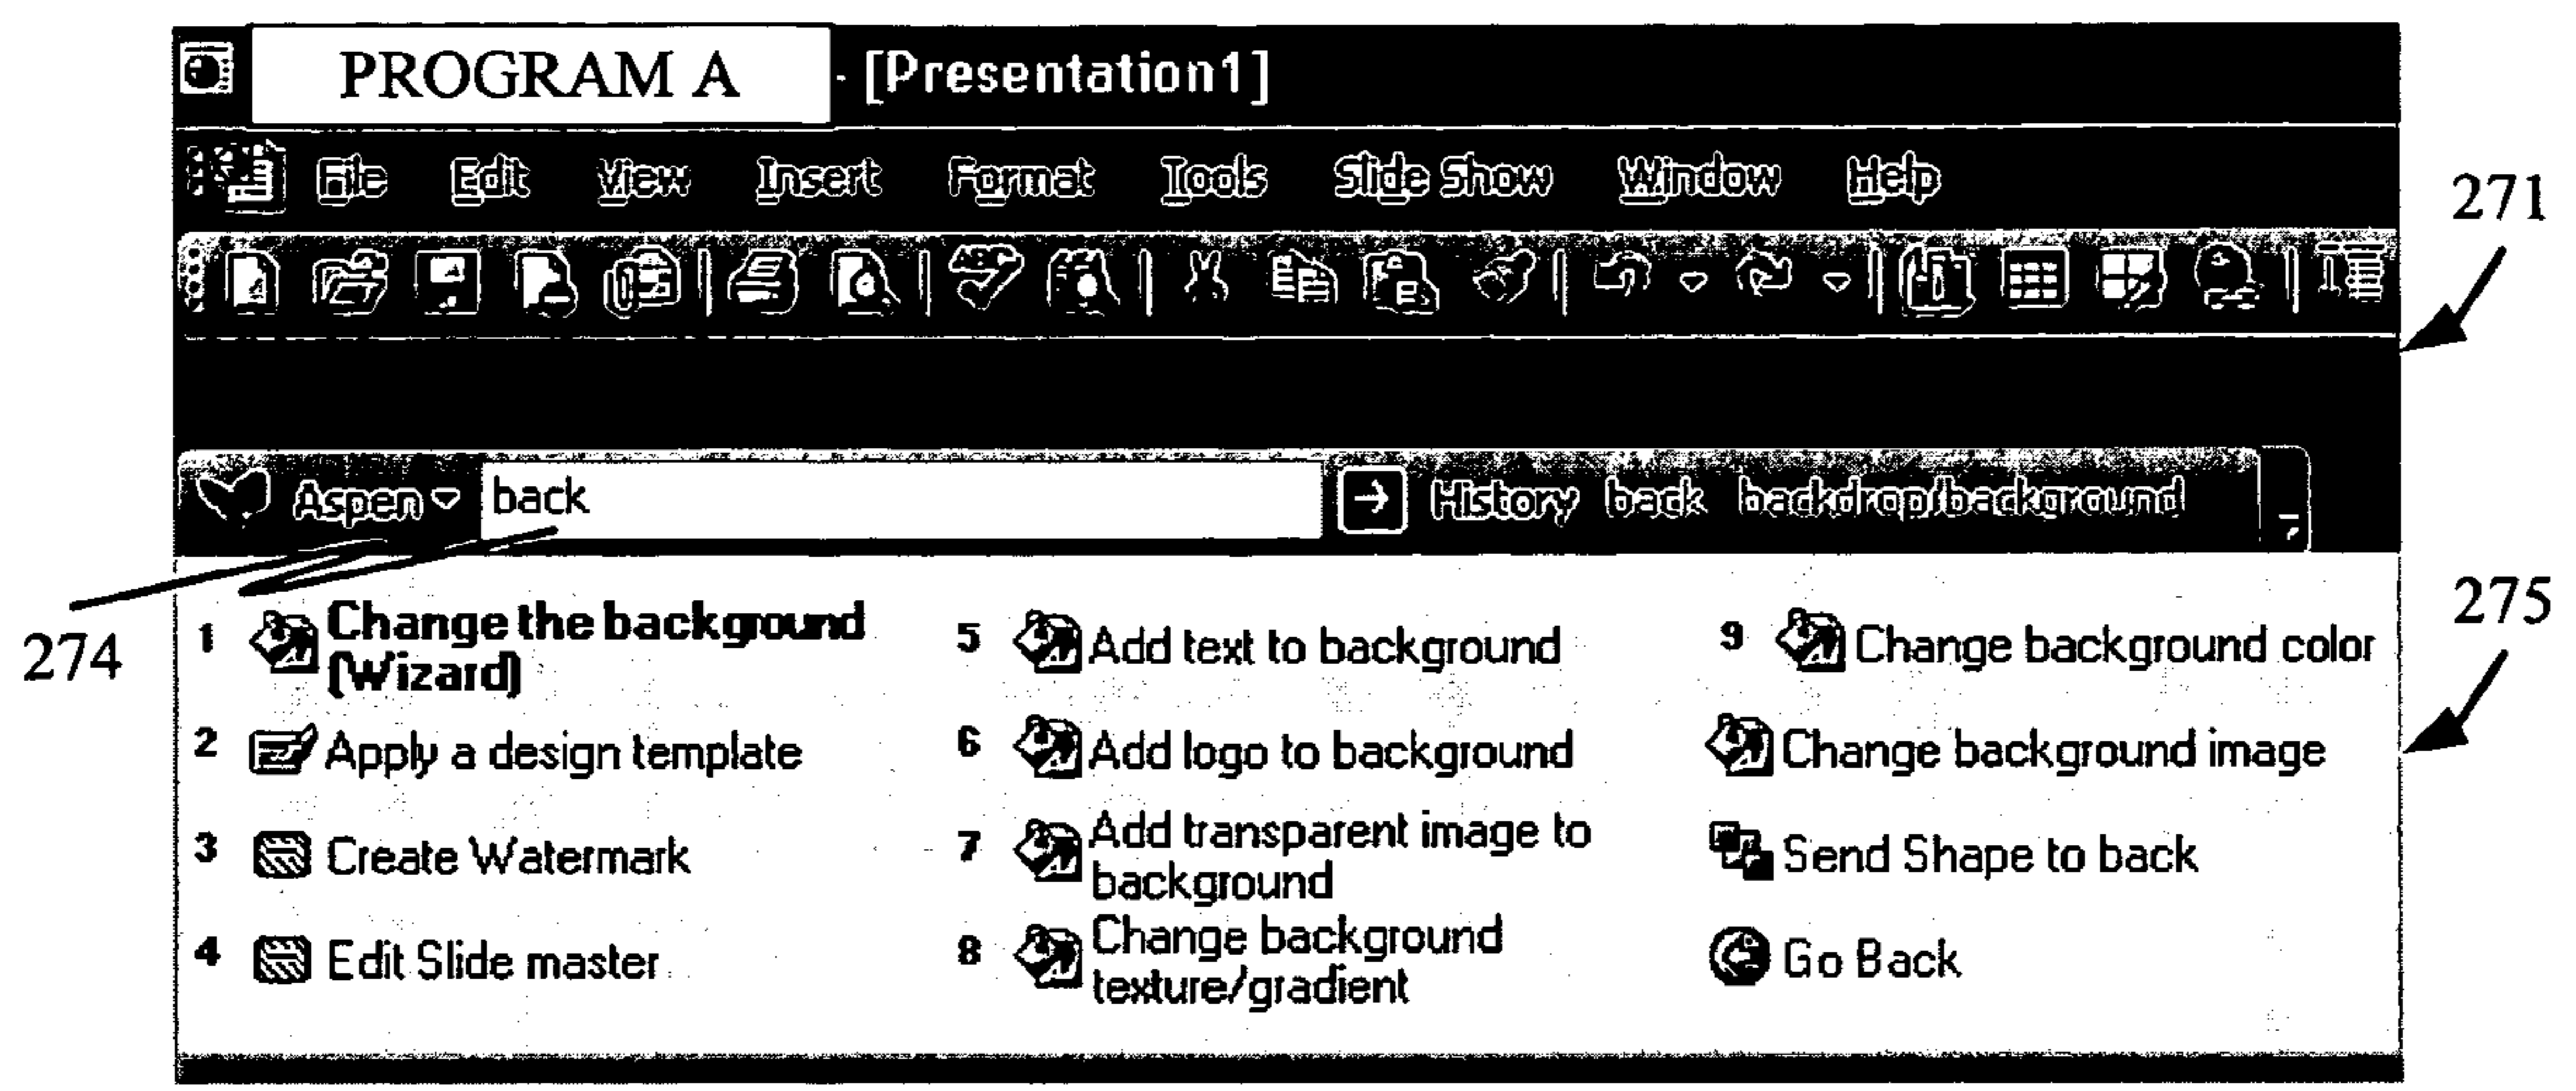 PROGRAM A - [Presentation1]
File Edit View Insert Format Tools Slide Show Window Help
271
ABC
Aspen back History back backdrop/background
274
275
1 Change the background (Wizard)
2 Apply a design template
3 Create Watermark
4 Edit Slide master
5 Add text to background
6 Add logo to background
7 Add transparent image to
background
8 Change background
texture/gradient
9 Change background color
Change background image
Send Shape to back
Go Back